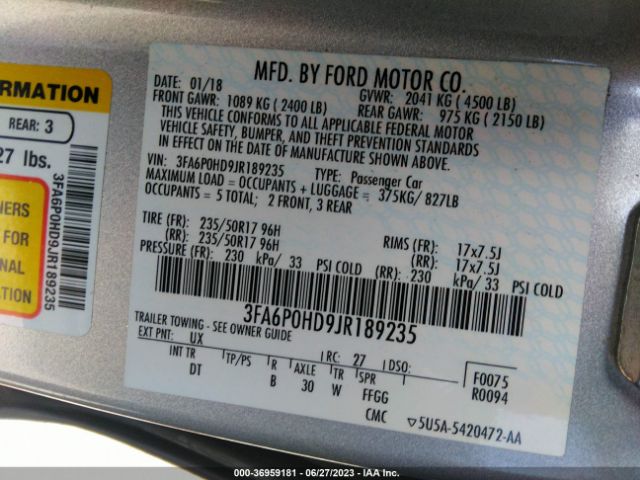 ORMATION
REAR: 3
27 lbs.
NERS
FOR
NAL
ATION
3FA6P0HD9JR189235
MFD. BY FORD MOTOR CO.
DATE: 01/18 GVWR: 2041 KG ( 4500 LB)
FRONT GAWR: 1089 KG ( 2400 LB) REAR GAWR: 975 KG ( 2150 LB)
THIS VEHICLE CONFORMS TO ALL APPLICABLE FEDERAL MOTOR
VEHICLE SAFETY, BUMPER, AND THEFT PREVENTION STANDARDS
IN EFFECT ON THE DATE OF MANUFACTURE SHOWN ABOVE.
VIN: 3FA6P0HD9JR189235 TYPE: Passenger Car
MAXIMUM LOAD = OCCUPANTS + LUGGAGE = 375KG/ 827LB
OCCUPANTS = 5 TOTAL; 2 FRONT, 3 REAR
TIRE (FR): 235/50R17 96H RIMS (FR): 17x7.5J
(RR): 235/50R17 96H (RR): 17x7.5J
PRESSURE (FR): 230 kPa/ 33 PSI COLD (RR): 230 kPa/ 33 PSI COLD
3FA6P0HD9JR189235
TRAILER TOWING - SEE OWNER GUIDE
EXT PNT: UX RC: 27 DSO: F0075
INT TR TP/PS R AXLE TR SPR R0094
DT B 30 W FFGG
CMC ▽5U5A-5420472-AA
000-36959181 - 06/27/2023 - IAA Inc.